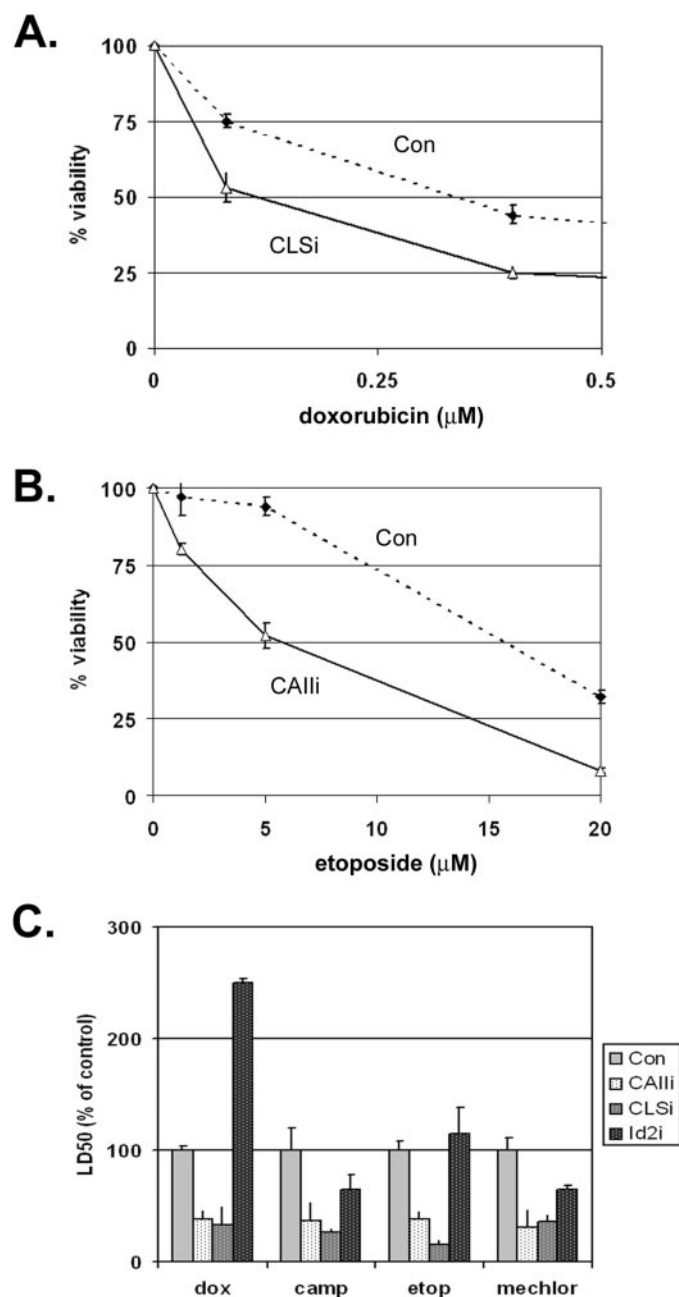 A.
100
75
50
25
0
% viability
Con
CLSi
0 0.25 0.5
doxorubicin (μM)
B.
100
75
50
25
0
% viability
Con
CAIIi
0 5 10 15 20
etoposide (μM)
C.
300
200
100
0
LD50 (% of control)
Con
CAIIi
CLSi
Id2i
dox camp etop mechlor